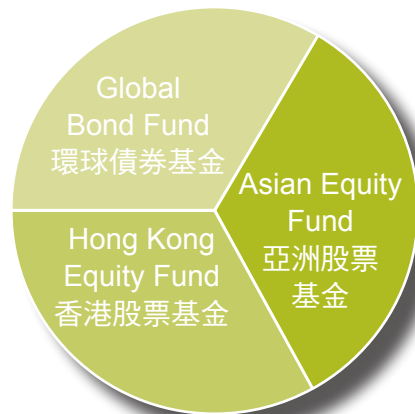 Global
Bond Fund
環球債券基金
Asian Equity
Fund
亞洲股票
基金
Hong Kong
Equity Fund
香港股票基金